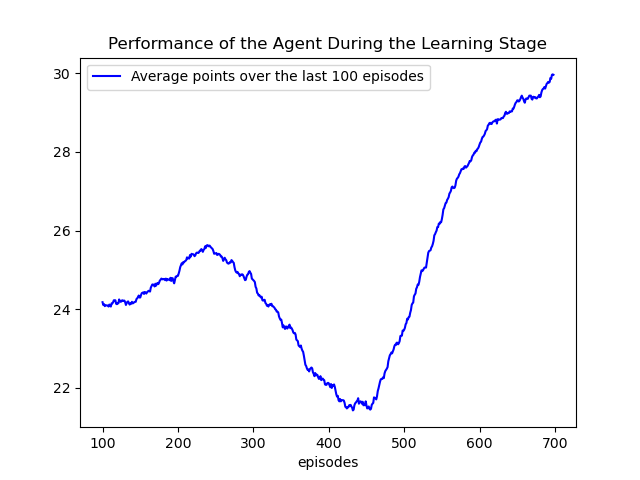 Performance of the Agent During the Learning Stage
Average points over the last 100 episodes
30
28
26
24
22
100 200 300 400 500 600 700
episodes